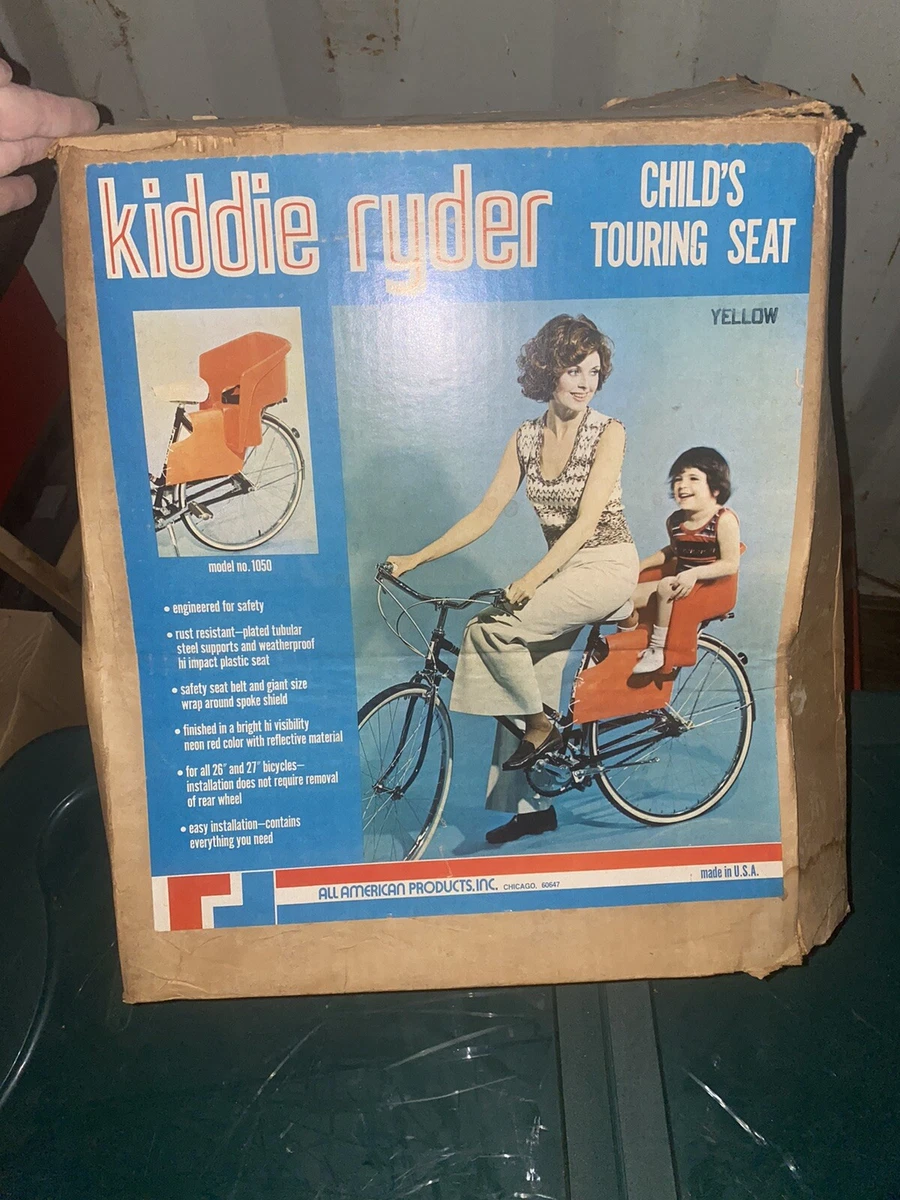 kiddie ryder
CHILD'S
TOURING SEAT
YELLOW
model no. 1050
• engineered for safety
• rust resistant—plated tubular
steel supports and weatherproof
hi impact plastic seat
• safety seat belt and giant size
wrap around spoke shield
• finished in a bright hi visibility
neon red color with reflective material
• for all 26" and 27" bicycles—
installation does not require removal
of rear wheel
• easy installation—contains
everything you need
ALL AMERICAN PRODUCTS, INC. CHICAGO, 60647
made in U.S.A.